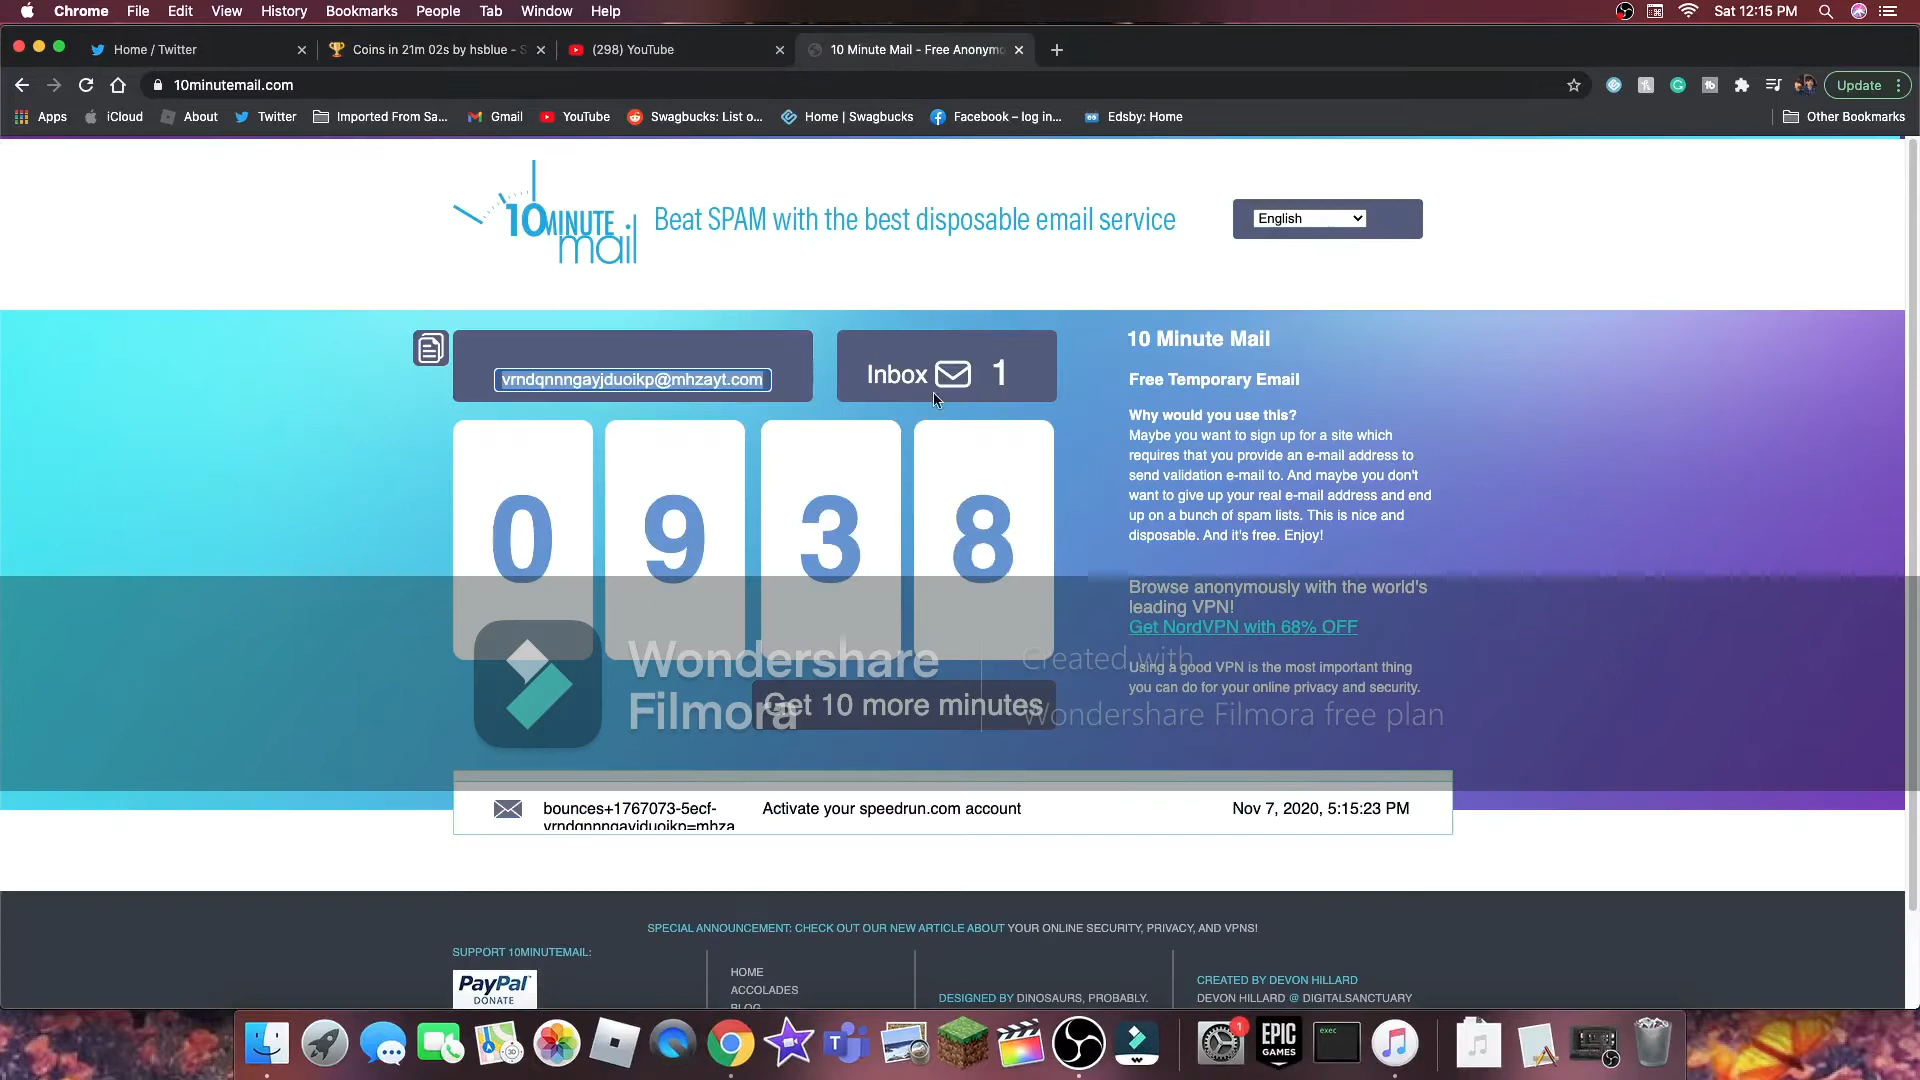 Chrome File Edit View History Bookmarks People Tab Window Help Sat 12:15 PM
Home / Twitter Coins in 21m 02s by hsblue - S (298) YouTube 10 Minute Mail - Free Anonymo
10minutemail.com Update
Apps iCloud About Twitter Imported From Sa... Gmail YouTube Swagbucks: List o... Home | Swagbucks Facebook – log in... Edsby: Home Other Bookmarks
10MINUTE
mail
Beat SPAM with the best disposable email service
English
vrndqnnngayjduoikp@mhzayt.com
Inbox 1
0 9 3 8
Get 10 more minutes
10 Minute Mail
Free Temporary Email
Why would you use this?
Maybe you want to sign up for a site which
requires that you provide an e-mail address to
send validation e-mail to. And maybe you don't
want to give up your real e-mail address and end
up on a bunch of spam lists. This is nice and
disposable. And it's free. Enjoy!
Browse anonymously with the world's
leading VPN!
Get NordVPN with 68% OFF
Using a good VPN is the most important thing
you can do for your online privacy and security.
Wondershare
Filmora
Created with
Wondershare Filmora free plan
bounces+1767073-5ecf-
vrndqnnngayjduoikp=mhza
Activate your speedrun.com account
Nov 7, 2020, 5:15:23 PM
SPECIAL ANNOUNCEMENT: CHECK OUT OUR NEW ARTICLE ABOUT YOUR ONLINE SECURITY, PRIVACY, AND VPNS!
SUPPORT 10MINUTEMAIL:
PayPal
DONATE
HOME
ACCOLADES
BLOG
DESIGNED BY DINOSAURS, PROBABLY.
CREATED BY DEVON HILLARD
DEVON HILLARD @ DIGITALSANCTUARY
1
EPIC
GAMES
exec